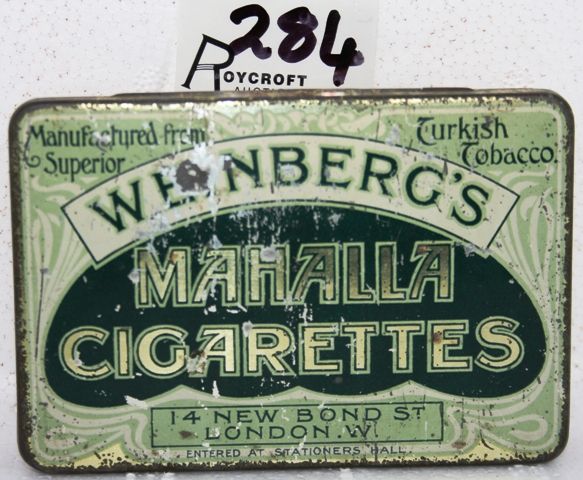 284
ROYCROFT
Manufactured from
Superior
Turkish
Tobacco.
WEINBERG'S
MAHALLA
CIGARETTES
14 NEW BOND ST
LONDON. W.
ENTERED AT STATIONERS HALL.